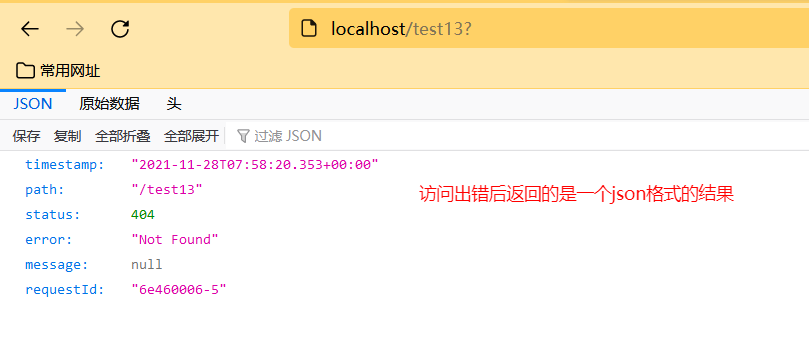 localhost/test13?
常用网址
JSON 原始数据 头
保存 复制 全部折叠 全部展开 过滤 JSON
timestamp: "2021-11-28T07:58:20.353+00:00"
path: "/test13"
访问出错后返回的是一个json格式的结果
status: 404
error: "Not Found"
message: null
requestId: "6e460006-5"